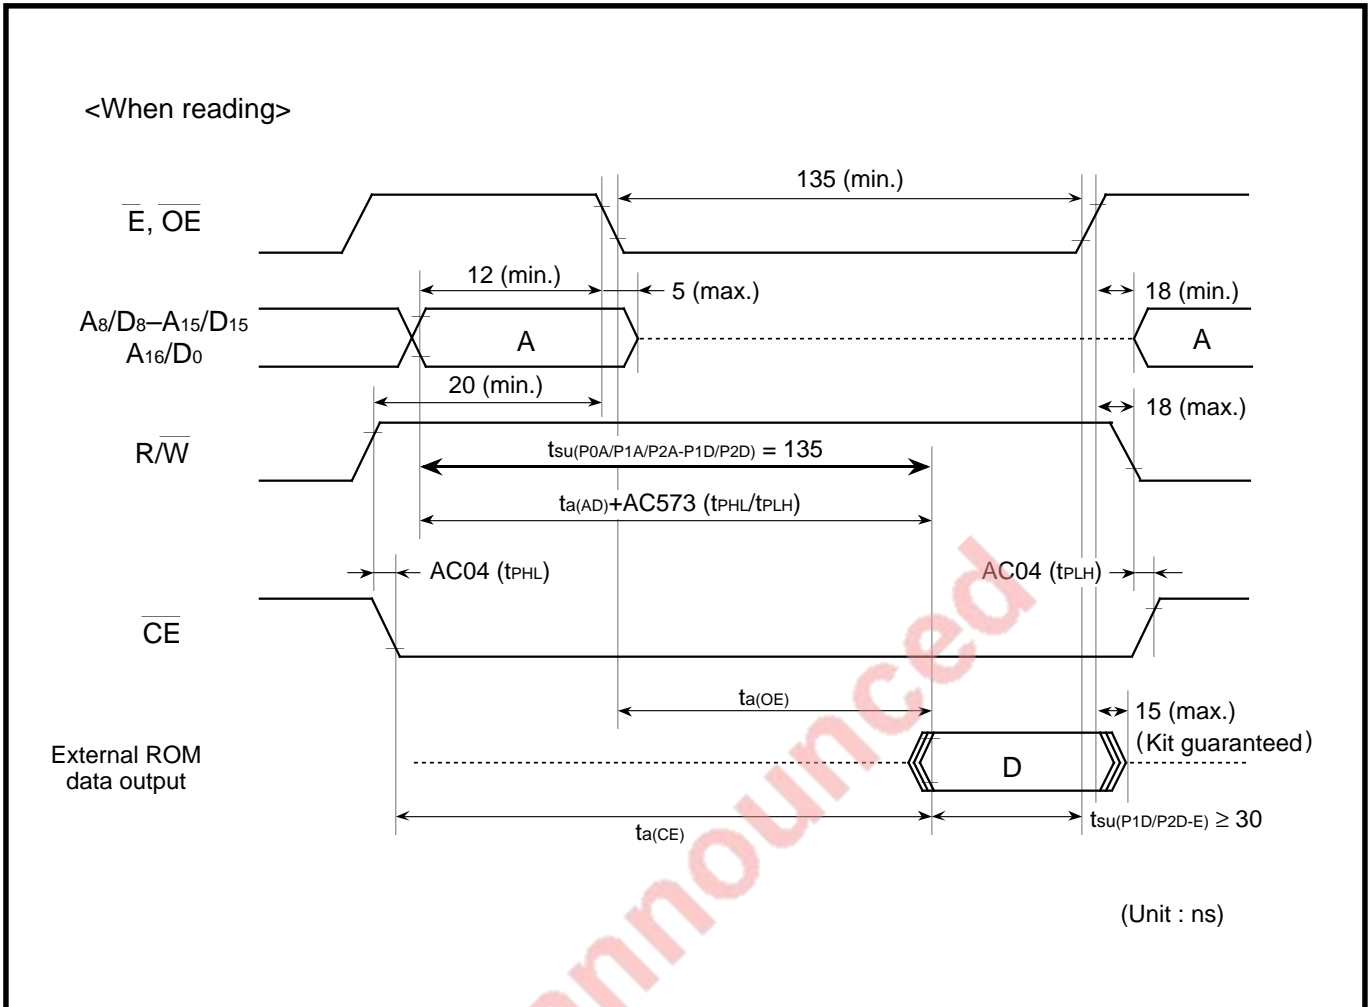 <When reading>
135 (min.)
E, OE
12 (min.)
5 (max.)
18 (min.)
A8/D8–A15/D15
A16/D0
A
A
20 (min.)
18 (max.)
R/W
tsu(P0A/P1A/P2A-P1D/P2D) = 135
ta(AD)+AC573 (tPHL/tPLH)
AC04 (tPHL)
AC04 (tPLH)
CE
ta(OE)
15 (max.)
(Kit guaranteed)
External ROM
data output
D
ta(CE)
tsu(P1D/P2D-E) ≥ 30
(Unit : ns)
nnounced